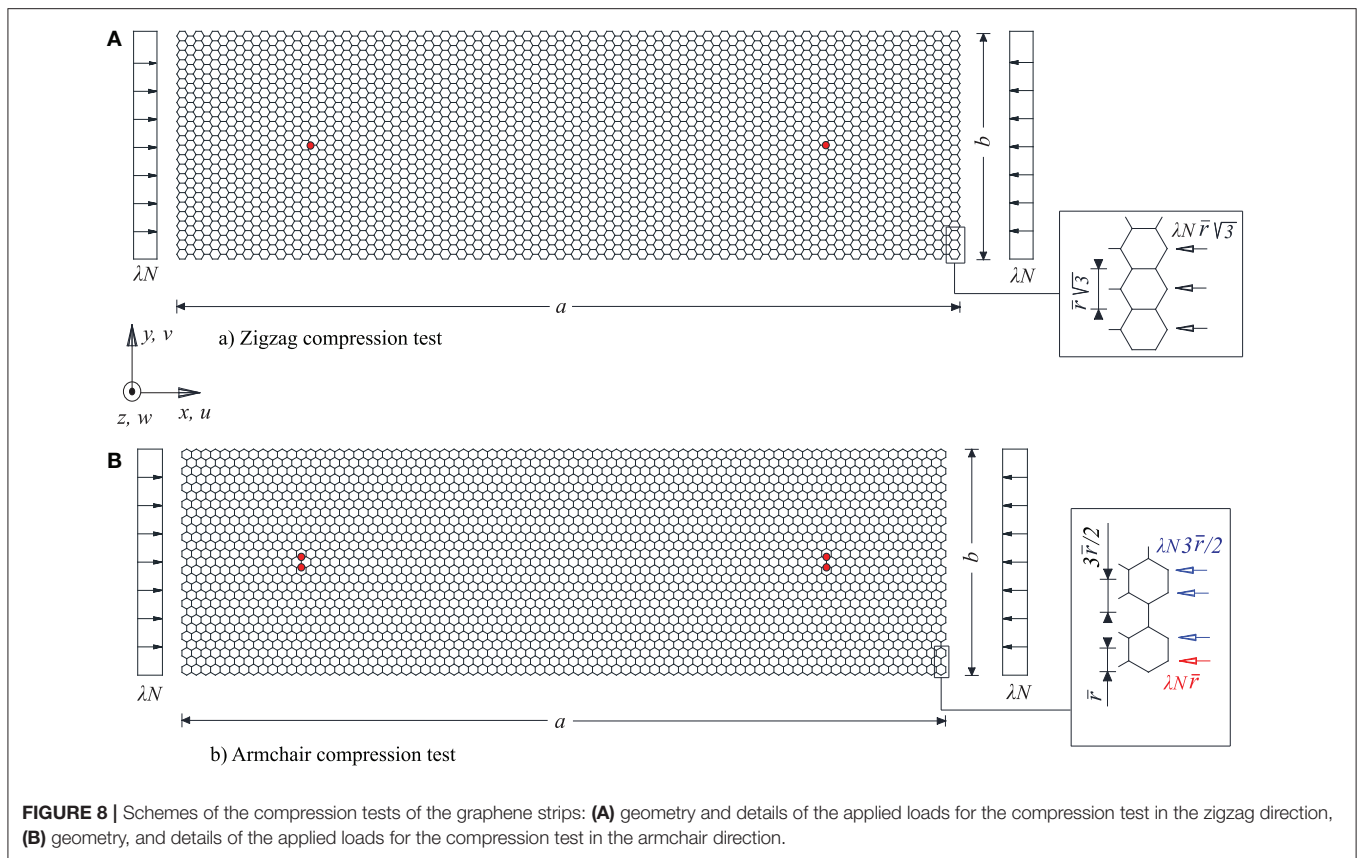 A
b
λN
λN
λN r̄ √3
r̄ √3
a
y, v
a) Zigzag compression test
z, w
x, u
B
b
λN
λN
3r̄/2
λN 3r̄/2
r̄
λN r̄
a
b) Armchair compression test
FIGURE 8 | Schemes of the compression tests of the graphene strips: (A) geometry and details of the applied loads for the compression test in the zigzag direction,
(B) geometry, and details of the applied loads for the compression test in the armchair direction.